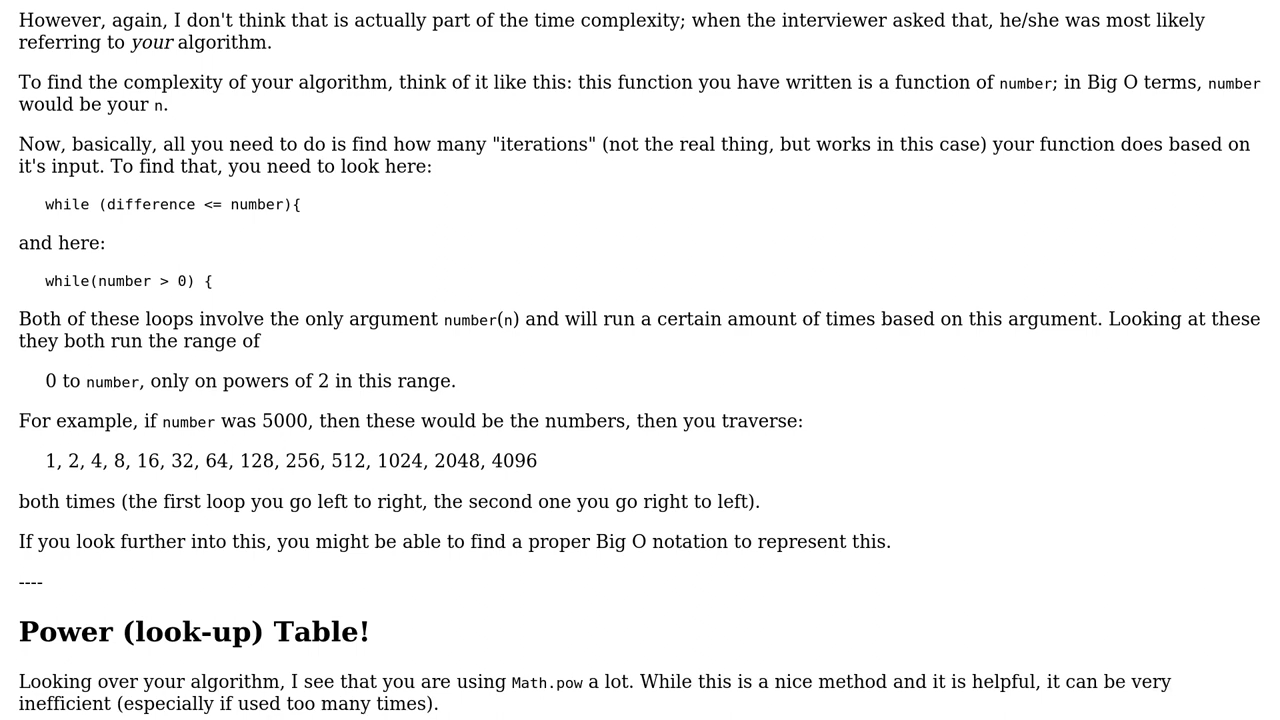 However, again, I don't think that is actually part of the time complexity; when the interviewer asked that, he/she was most likely
referring to your algorithm.
To find the complexity of your algorithm, think of it like this: this function you have written is a function of number; in Big O terms, number
would be your n.
Now, basically, all you need to do is find how many "iterations" (not the real thing, but works in this case) your function does based on
it's input. To find that, you need to look here:
while (difference <= number){
and here:
while(number > 0) {
Both of these loops involve the only argument number(n) and will run a certain amount of times based on this argument. Looking at these
they both run the range of
0 to number, only on powers of 2 in this range.
For example, if number was 5000, then these would be the numbers, then you traverse:
1, 2, 4, 8, 16, 32, 64, 128, 256, 512, 1024, 2048, 4096
both times (the first loop you go left to right, the second one you go right to left).
If you look further into this, you might be able to find a proper Big O notation to represent this.
----
Power (look-up) Table!
Looking over your algorithm, I see that you are using Math.pow a lot. While this is a nice method and it is helpful, it can be very
inefficient (especially if used too many times).